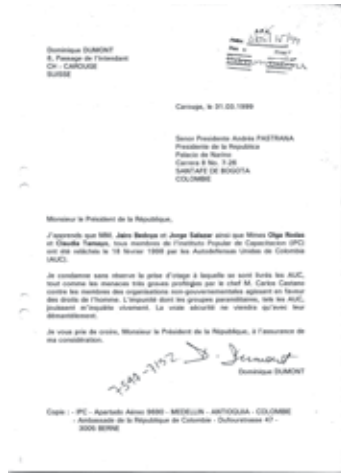 Dominique DUMONT
6, Passage de l'Intendant
CH - CAROUGE
SUISSE
Carouge, le 31.03.1999
Senor Presidente Andrés PASTRANA
Presidente de la Republica
Palacio de Narino
Carrera 8 No. 7-26
SANTAFE DE BOGOTA
COLOMBIE
Monsieur le Président de la République,
J'apprends que MM. Jairo Bedoya et Jorge Salazar ainsi que Mmes Olga Rodas
et Claudia Tamayo, tous membres de l'Instituto Popular de Capacitacion (IPC)
ont été relâchés le 18 février 1999 par les Autodefensas Unidas de Colombia
(AUC).
Je condamne sans réserve la prise d'otage à laquelle se sont livrés les AUC,
tout comme les menaces très graves proférées par le chef M. Carlos Castano
contre les membres des organisations non-gouvernementales agissant en faveur
des droits de l'homme. L'impunité dont les groupes paramilitaires, tels les AUC,
jouissent m'inquiète vivement. La vraie sécurité ne viendra qu'avec leur
démantèlement.
Je vous prie de croire, Monsieur le Président de la République, à l'assurance de
ma considération.
D. Dumont
Dominique DUMONT
Copie : - IPC - Apartado Aéreo 9690 - MEDELLIN - ANTIOQUIA - COLOMBIE
- Ambassade de la République de Colombie - Dufourstrasse 47 -
3005 BERNE